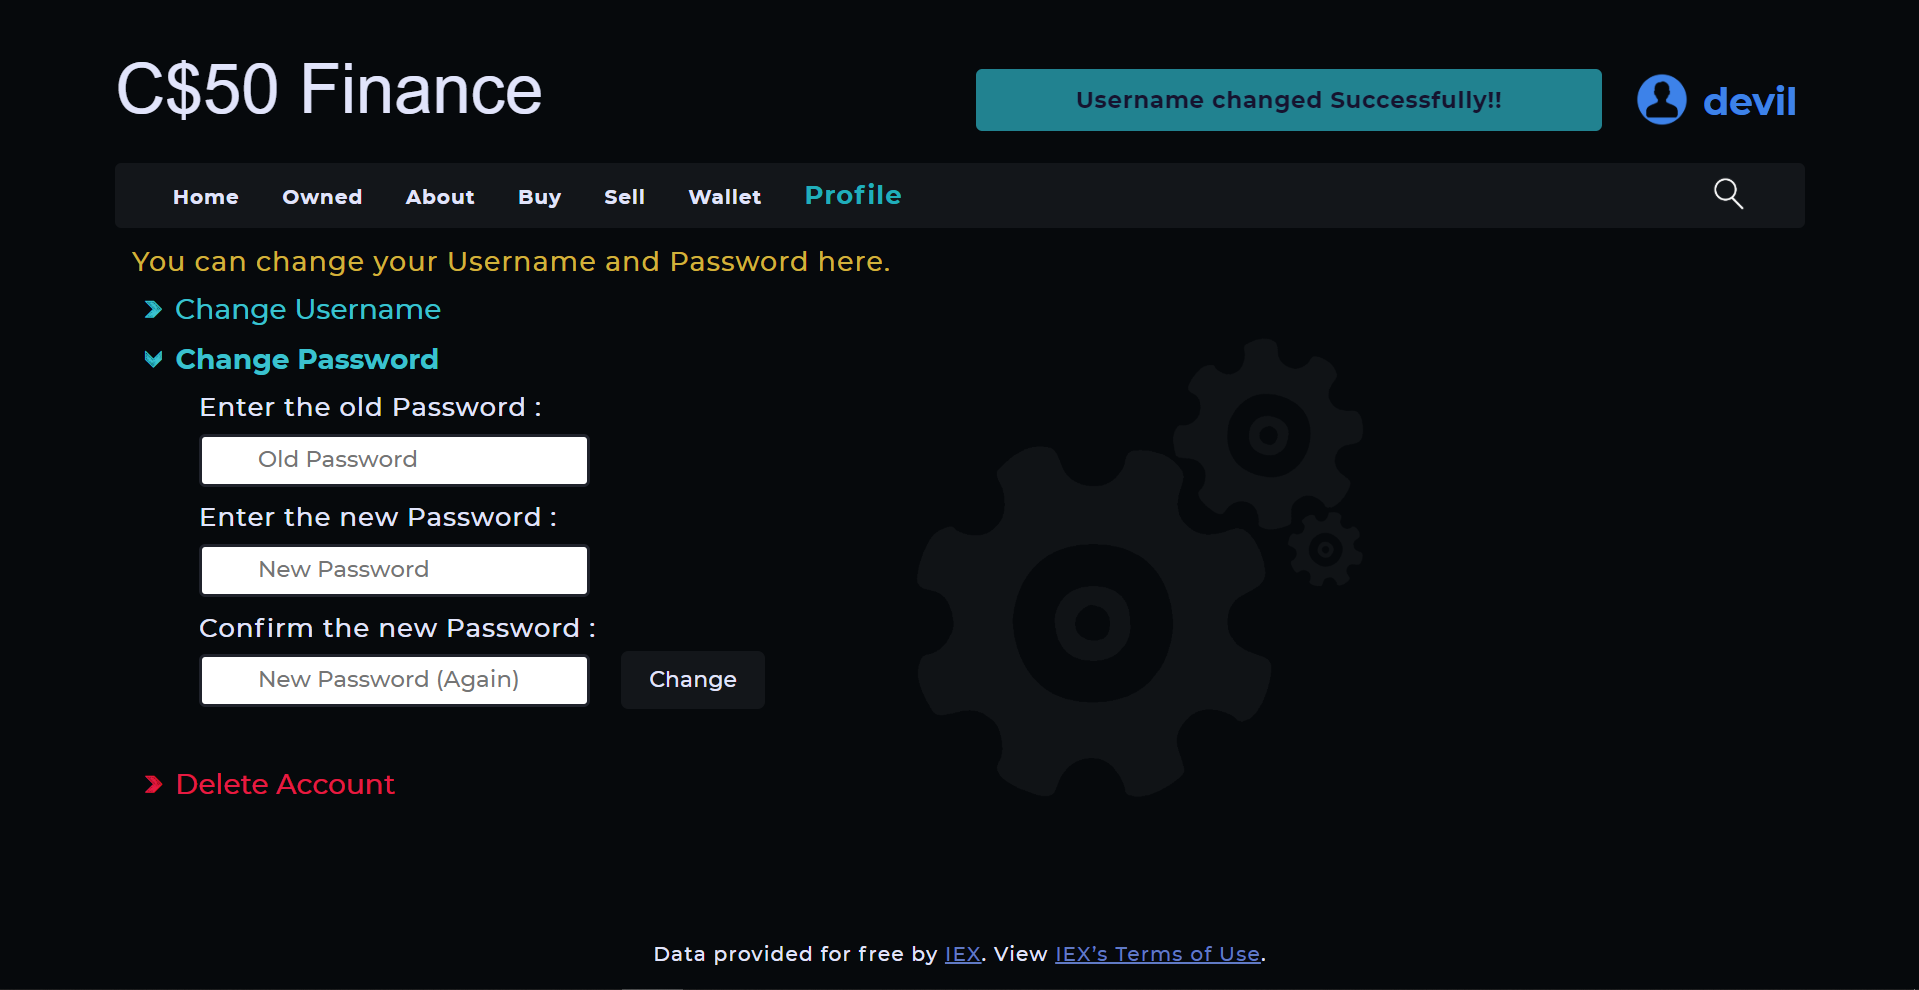 C$50 Finance
Username changed Successfully!!
devil
Home Owned About Buy Sell Wallet Profile
You can change your Username and Password here.
Change Username
Change Password
Enter the old Password :
Old Password
Enter the new Password :
New Password
Confirm the new Password :
New Password (Again)
Change
Delete Account
Data provided for free by IEX. View IEX’s Terms of Use.